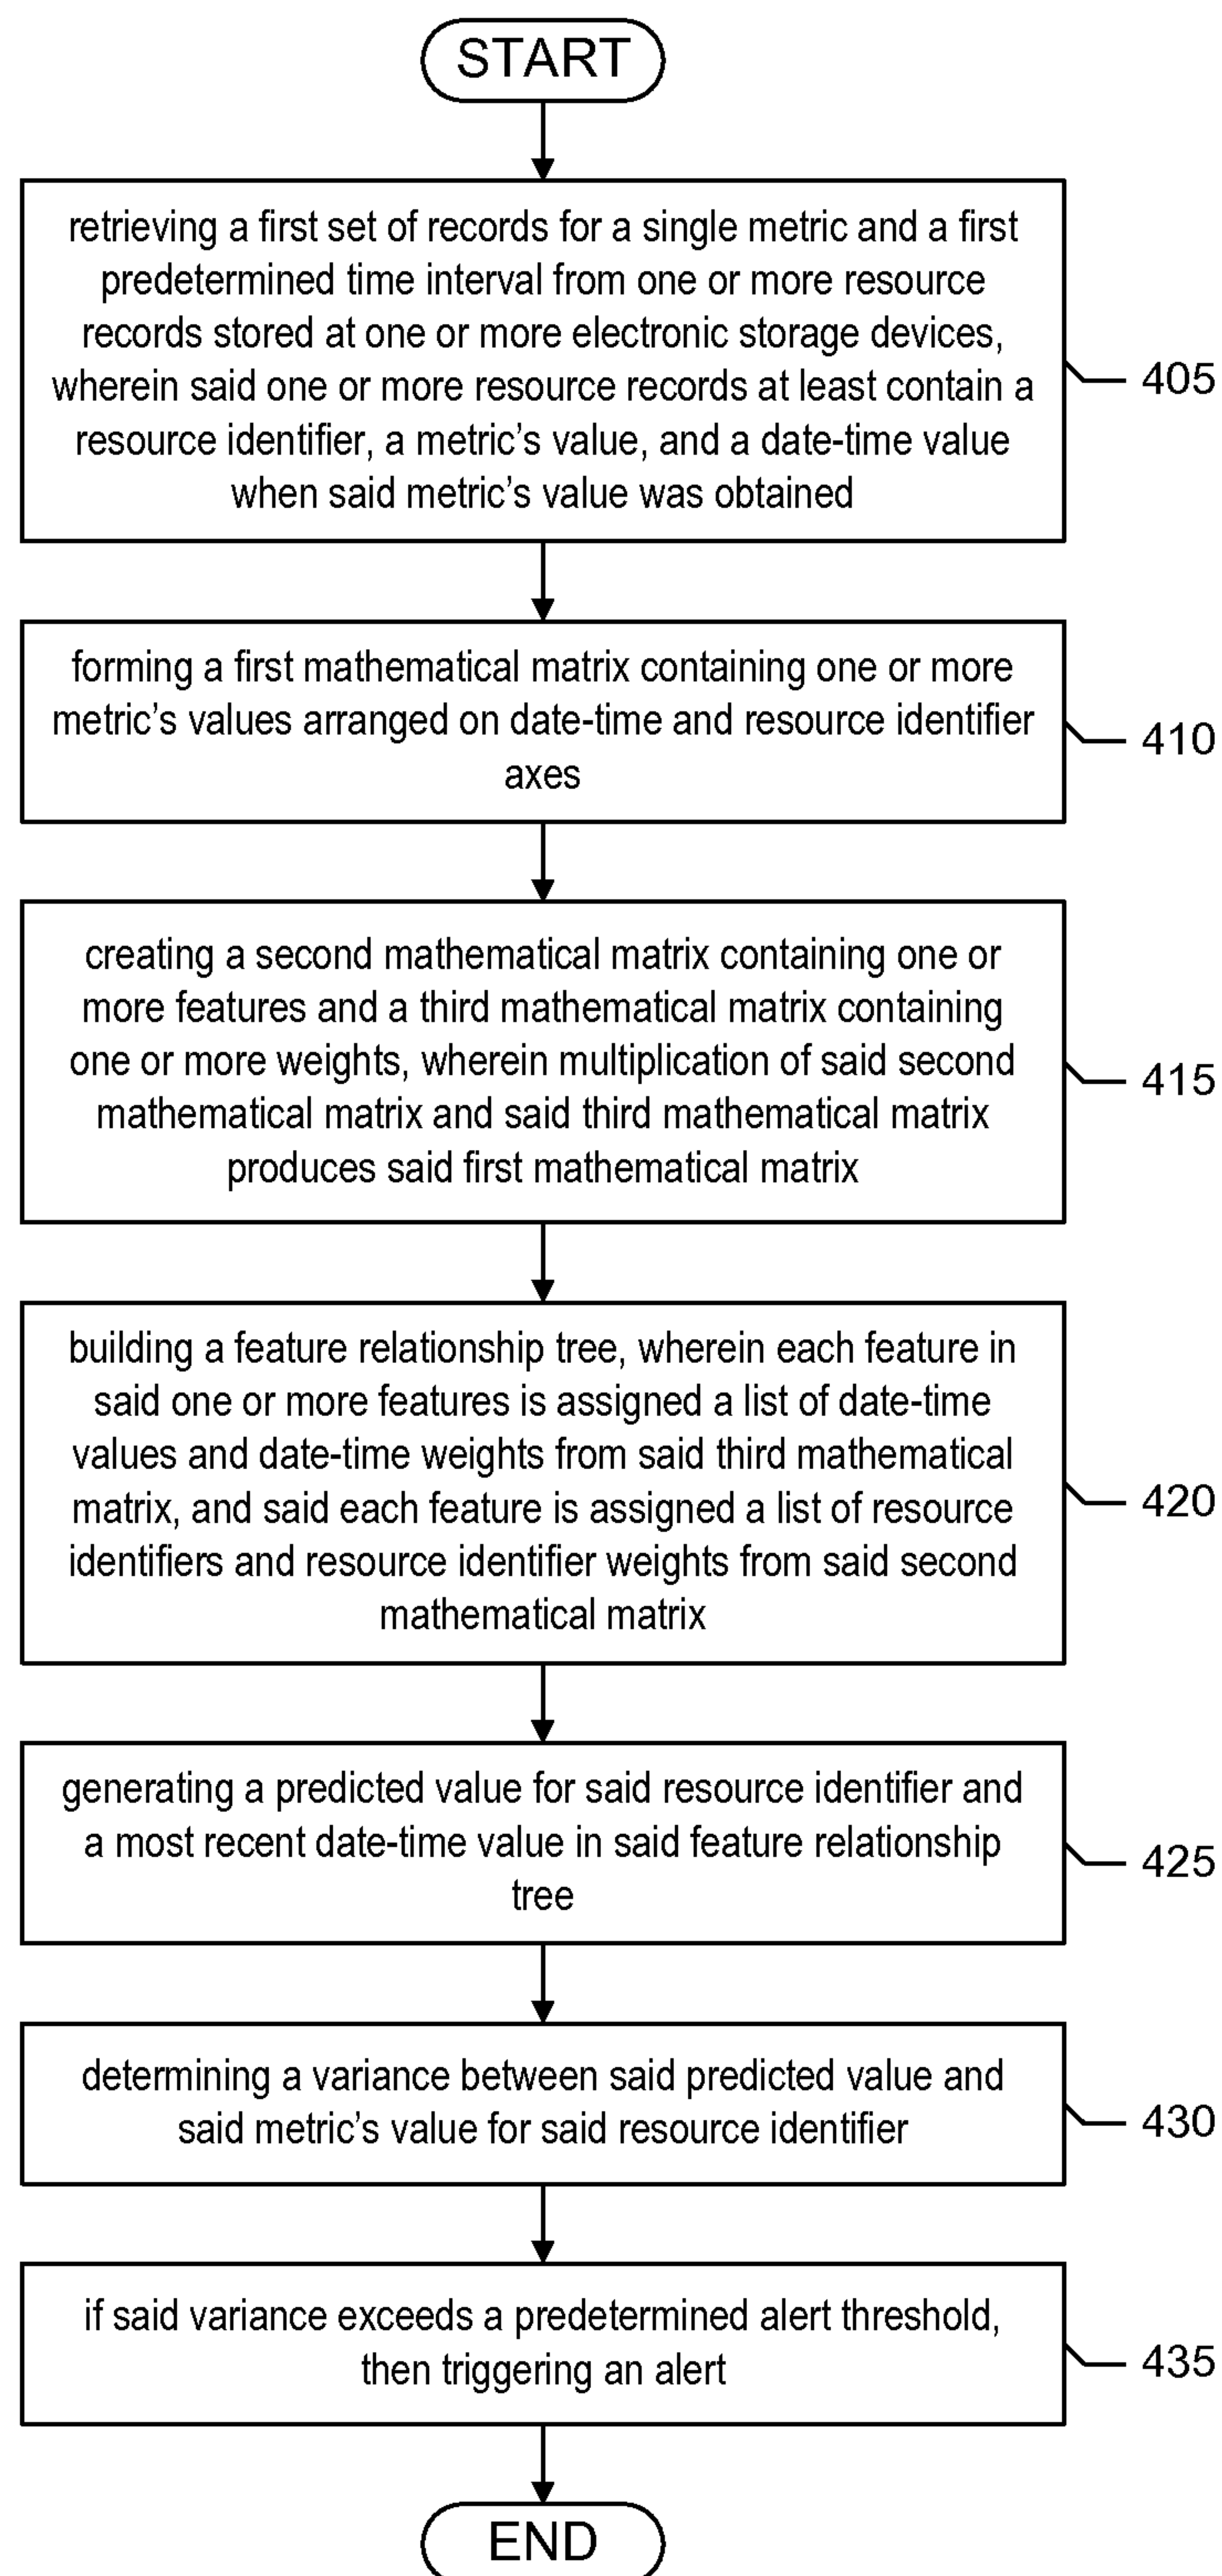 START
retrieving a first set of records for a single metric and a first
predetermined time interval from one or more resource
records stored at one or more electronic storage devices,
wherein said one or more resource records at least contain a
resource identifier, a metric’s value, and a date-time value
when said metric’s value was obtained
405
forming a first mathematical matrix containing one or more
metric’s values arranged on date-time and resource identifier
axes
410
creating a second mathematical matrix containing one or
more features and a third mathematical matrix containing
one or more weights, wherein multiplication of said second
mathematical matrix and said third mathematical matrix
produces said first mathematical matrix
415
building a feature relationship tree, wherein each feature in
said one or more features is assigned a list of date-time
values and date-time weights from said third mathematical
matrix, and said each feature is assigned a list of resource
identifiers and resource identifier weights from said second
mathematical matrix
420
generating a predicted value for said resource identifier and
a most recent date-time value in said feature relationship
tree
425
determining a variance between said predicted value and
said metric’s value for said resource identifier
430
if said variance exceeds a predetermined alert threshold,
then triggering an alert
435
END